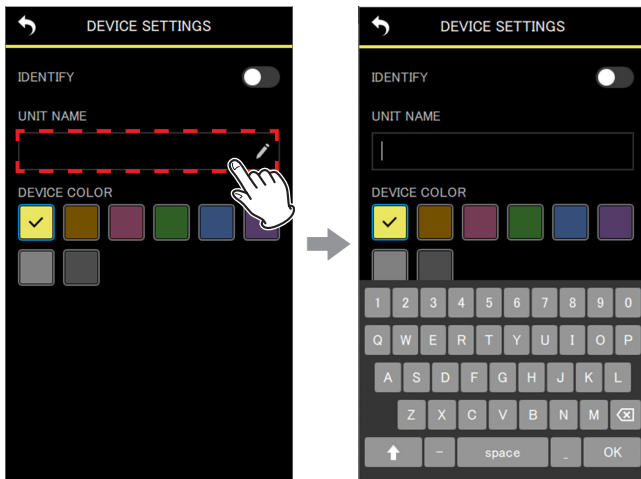 DEVICE SETTINGS
IDENTIFY
UNIT NAME
DEVICE COLOR
DEVICE SETTINGS
IDENTIFY
UNIT NAME
DEVICE COLOR
1 2 3 4 5 6 7 8 9 0
Q W E R T Y U I O P
A S D F G H J K L
Z X C V B N M
- space _ OK